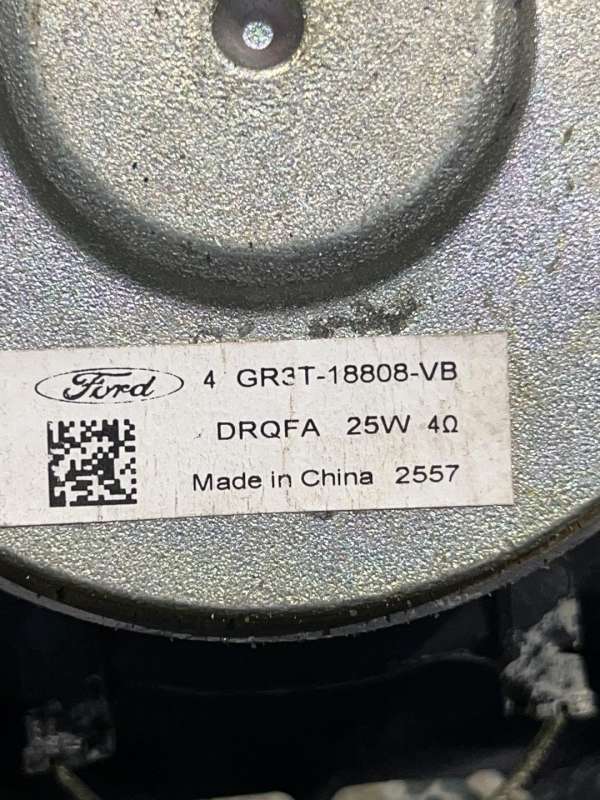 Ford 4 GR3T-18808-VB
DRQFA 25W 4Ω
Made in China 2557